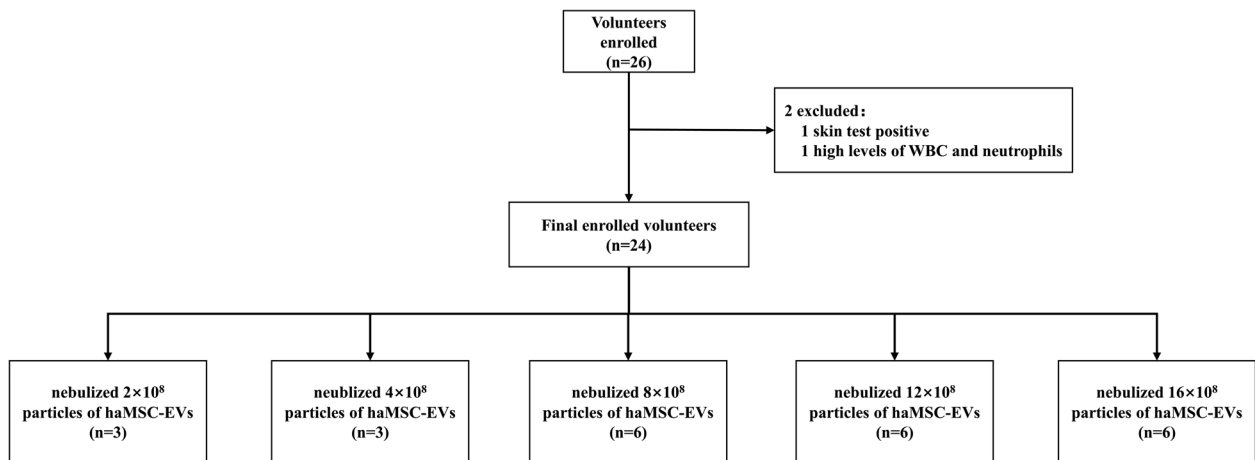 Volunteers
enrolled
(n=26)
2 excluded：
1 skin test positive
1 high levels of WBC and neutrophils
Final enrolled volunteers
(n=24)
nebulized 2×10⁸
particles of haMSC-EVs
(n=3)
neublized 4×10⁸
particles of haMSC-EVs
(n=3)
nebulized 8×10⁸
particles of haMSC-EVs
(n=6)
nebulized 12×10⁸
particles of haMSC-EVs
(n=6)
nebulized 16×10⁸
particles of haMSC-EVs
(n=6)